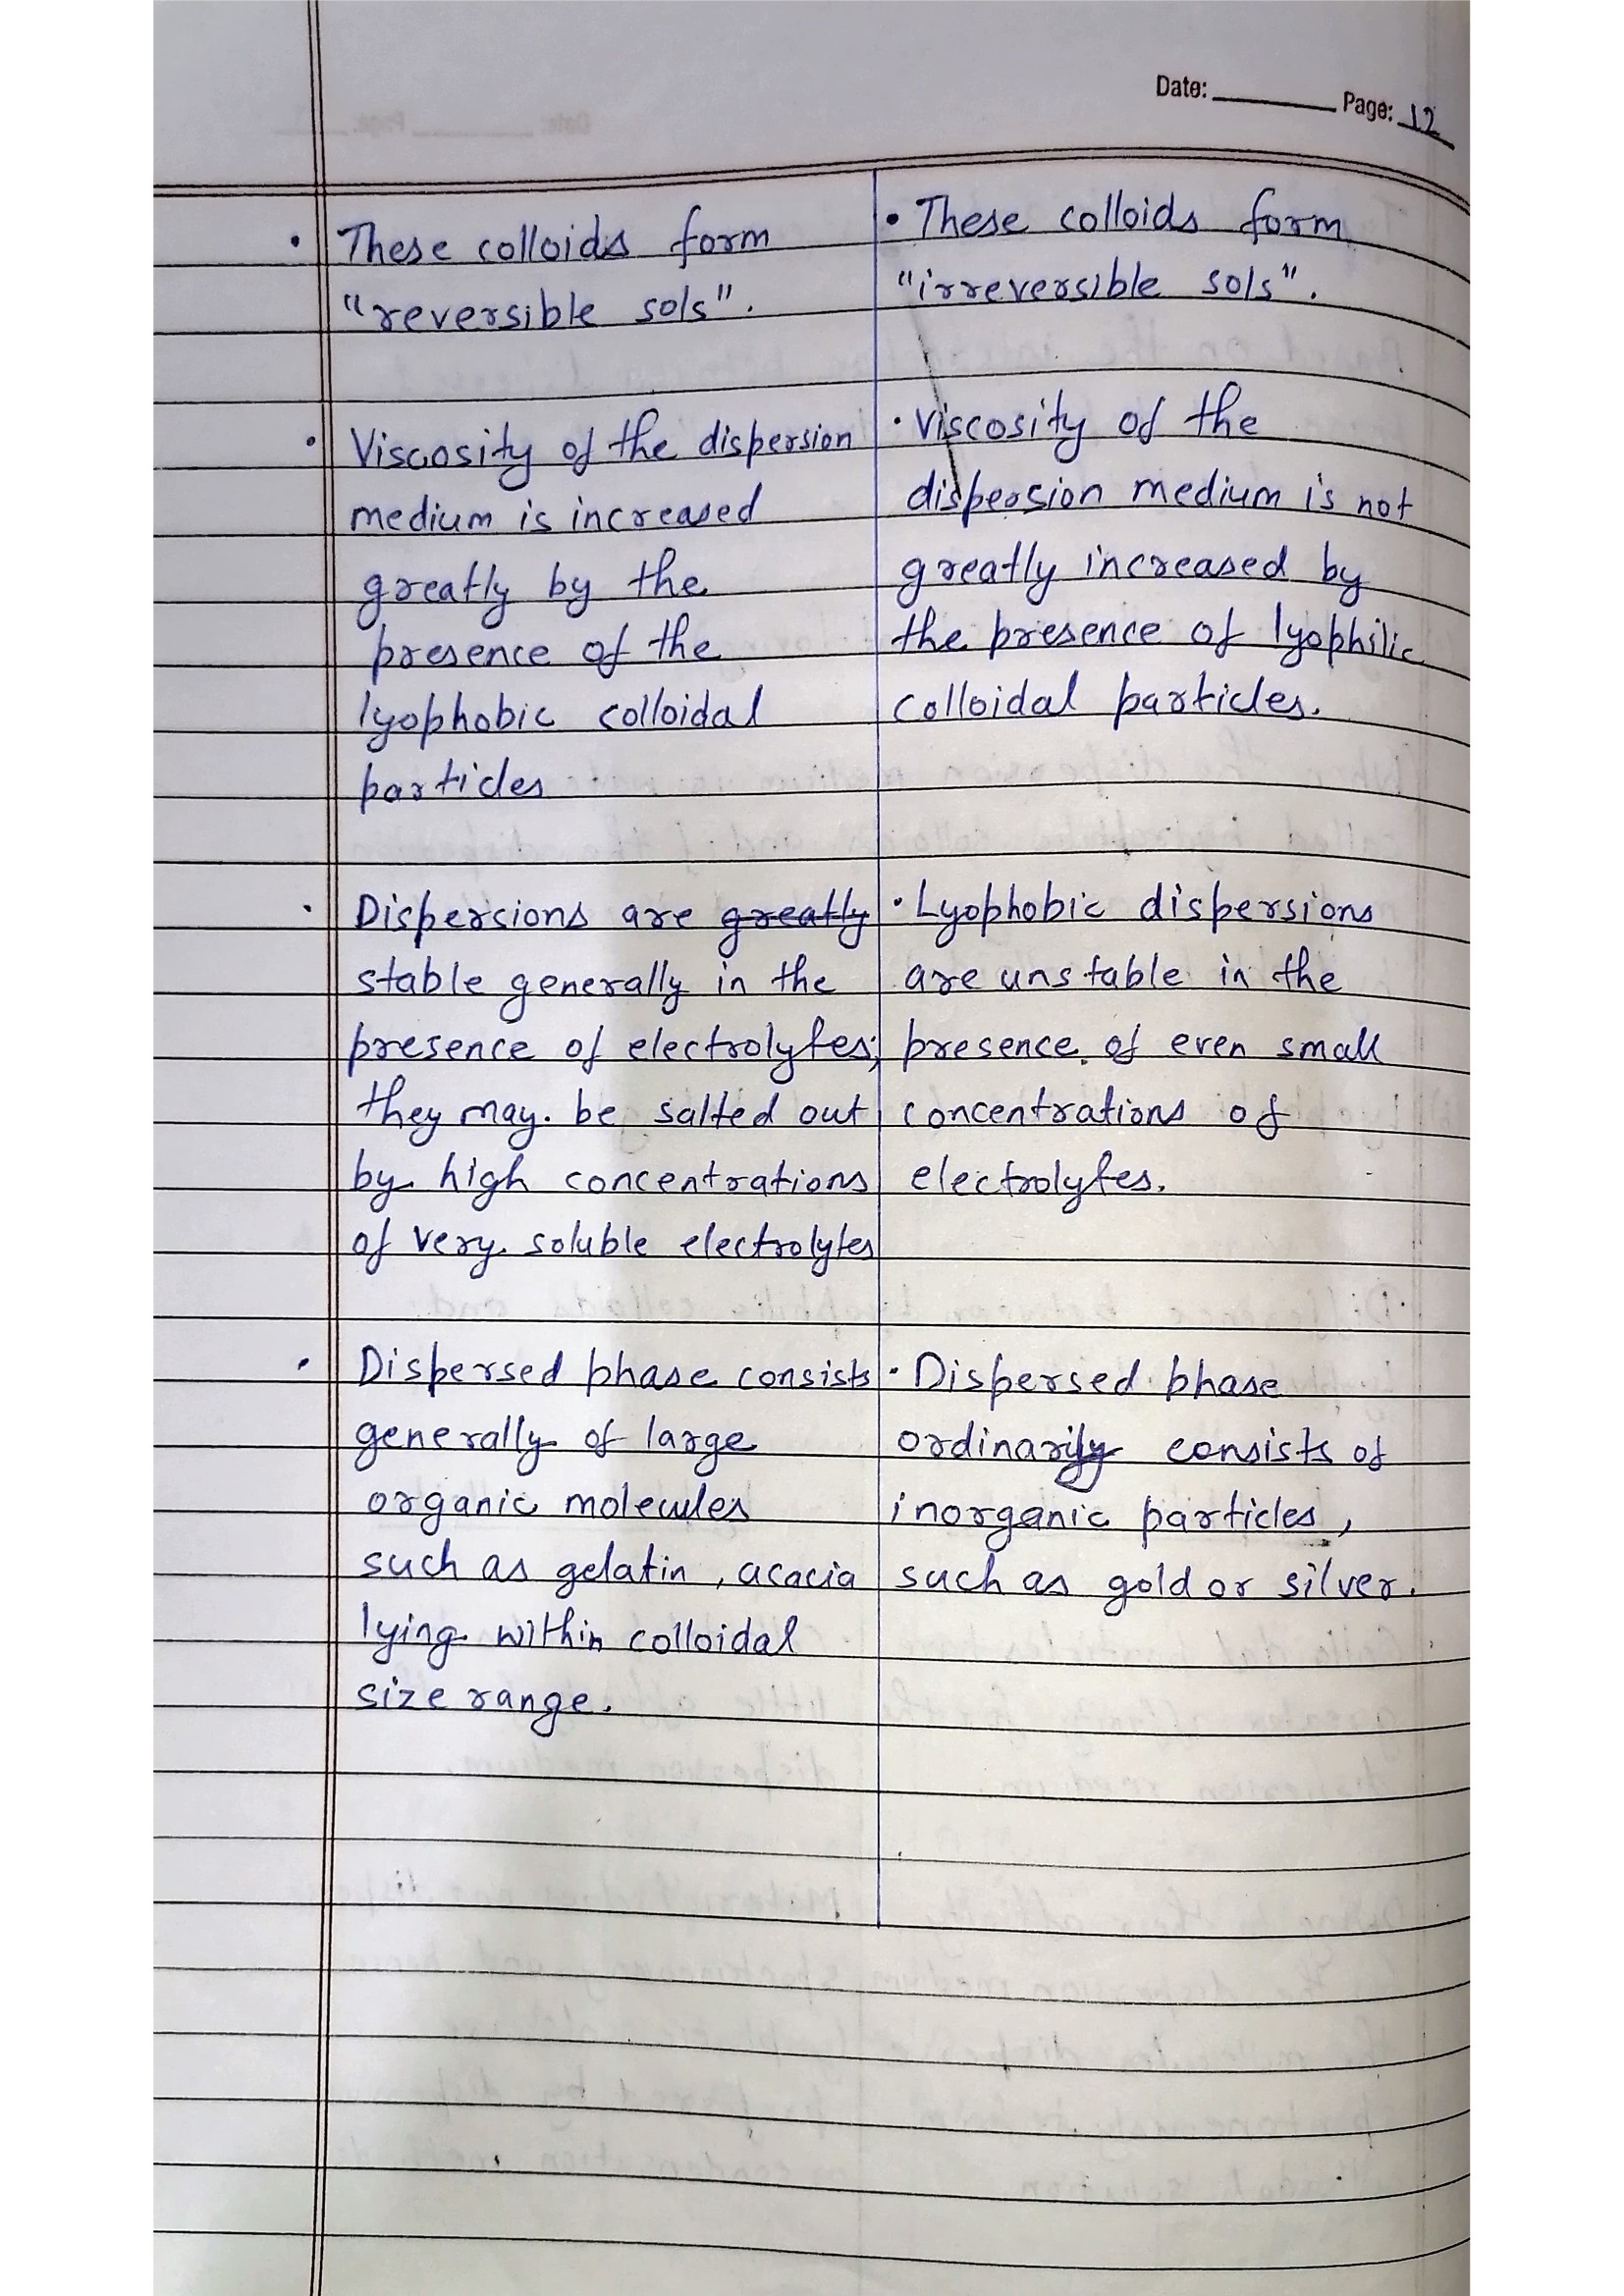 Date: Page: 12
• These colloids form
"reversible sols".
• Viscosity of the dispersion
medium is increased
greatly by the
presence of the
lyophobic colloidal
particles
• Dispersions are greatly
stable generally in the
presence of electrolytes;
they may be salted out
by high concentrations
of very soluble electrolytes
• Dispersed phase consists
generally of large
organic molecules
such as gelatin, acacia
lying within colloidal
size range.
• These colloids form
"irreversible sols".
• Viscosity of the
dispersion medium is not
greatly increased by
the presence of lyophilic
colloidal particles.
• Lyophobic dispersions
are unstable in the
presence of even small
concentrations of
electrolytes.
• Dispersed phase
ordinarily consists of
inorganic particles,
such as gold or silver.